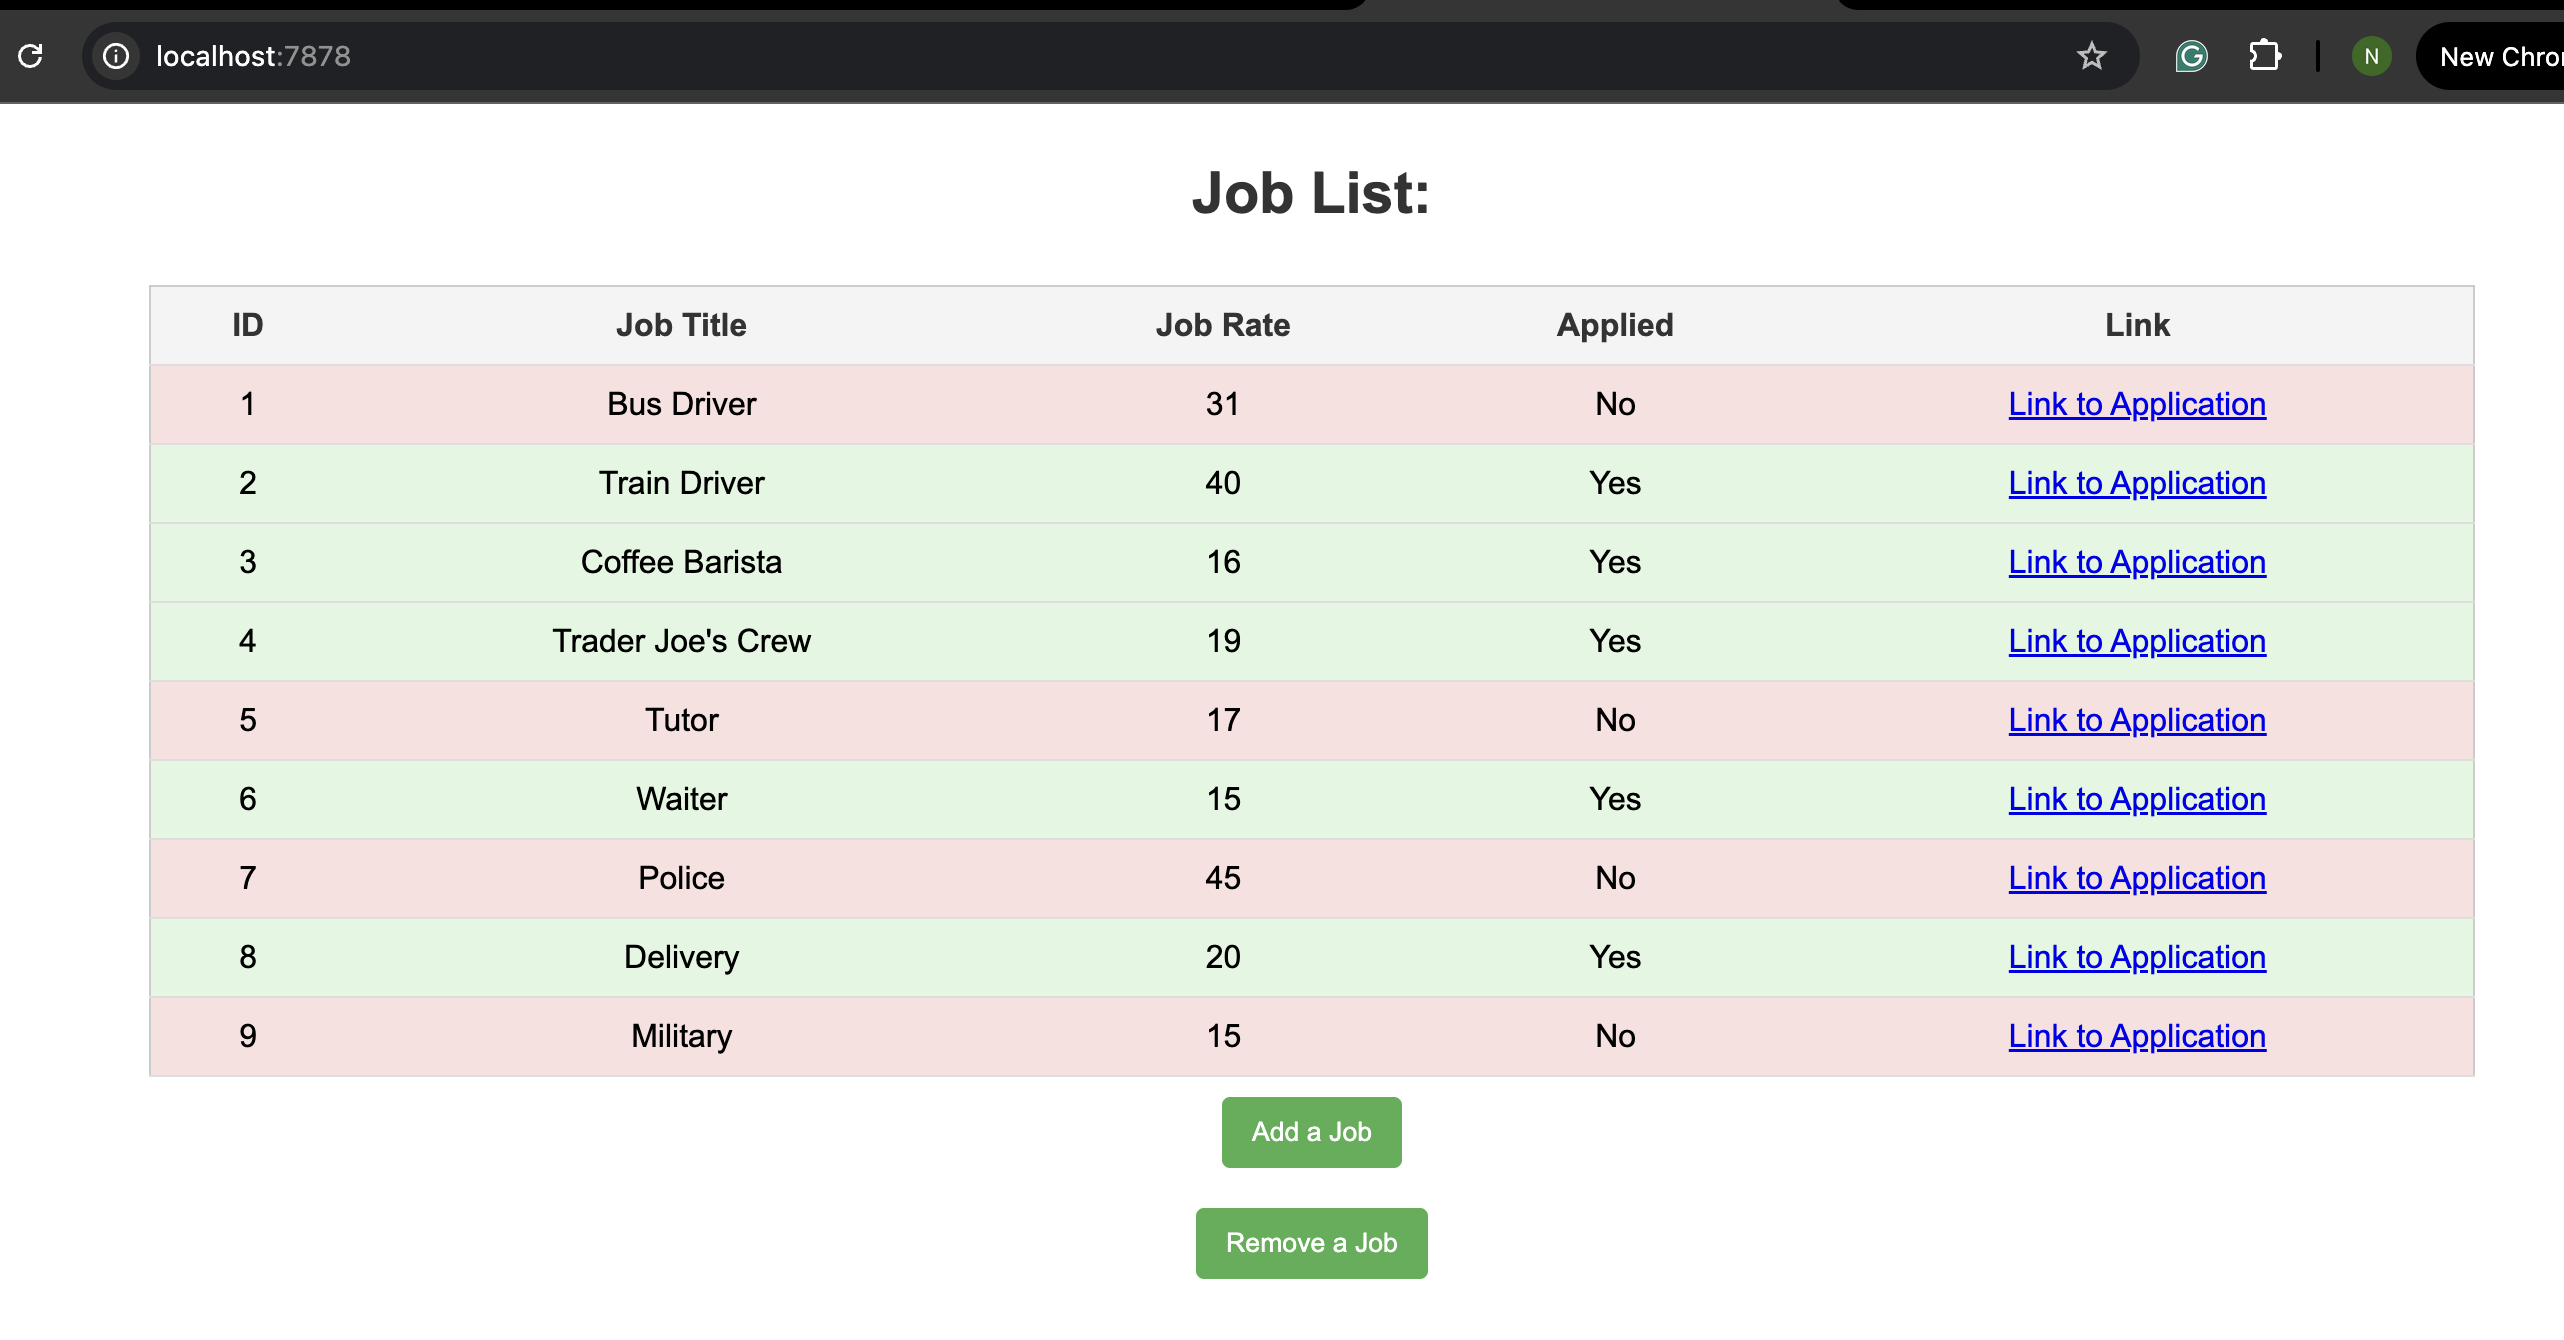 localhost:7878
N
New Chro
Job List:
ID Job Title Job Rate Applied Link
1 Bus Driver 31 No Link to Application
2 Train Driver 40 Yes Link to Application
3 Coffee Barista 16 Yes Link to Application
4 Trader Joe's Crew 19 Yes Link to Application
5 Tutor 17 No Link to Application
6 Waiter 15 Yes Link to Application
7 Police 45 No Link to Application
8 Delivery 20 Yes Link to Application
9 Military 15 No Link to Application
Add a Job
Remove a Job